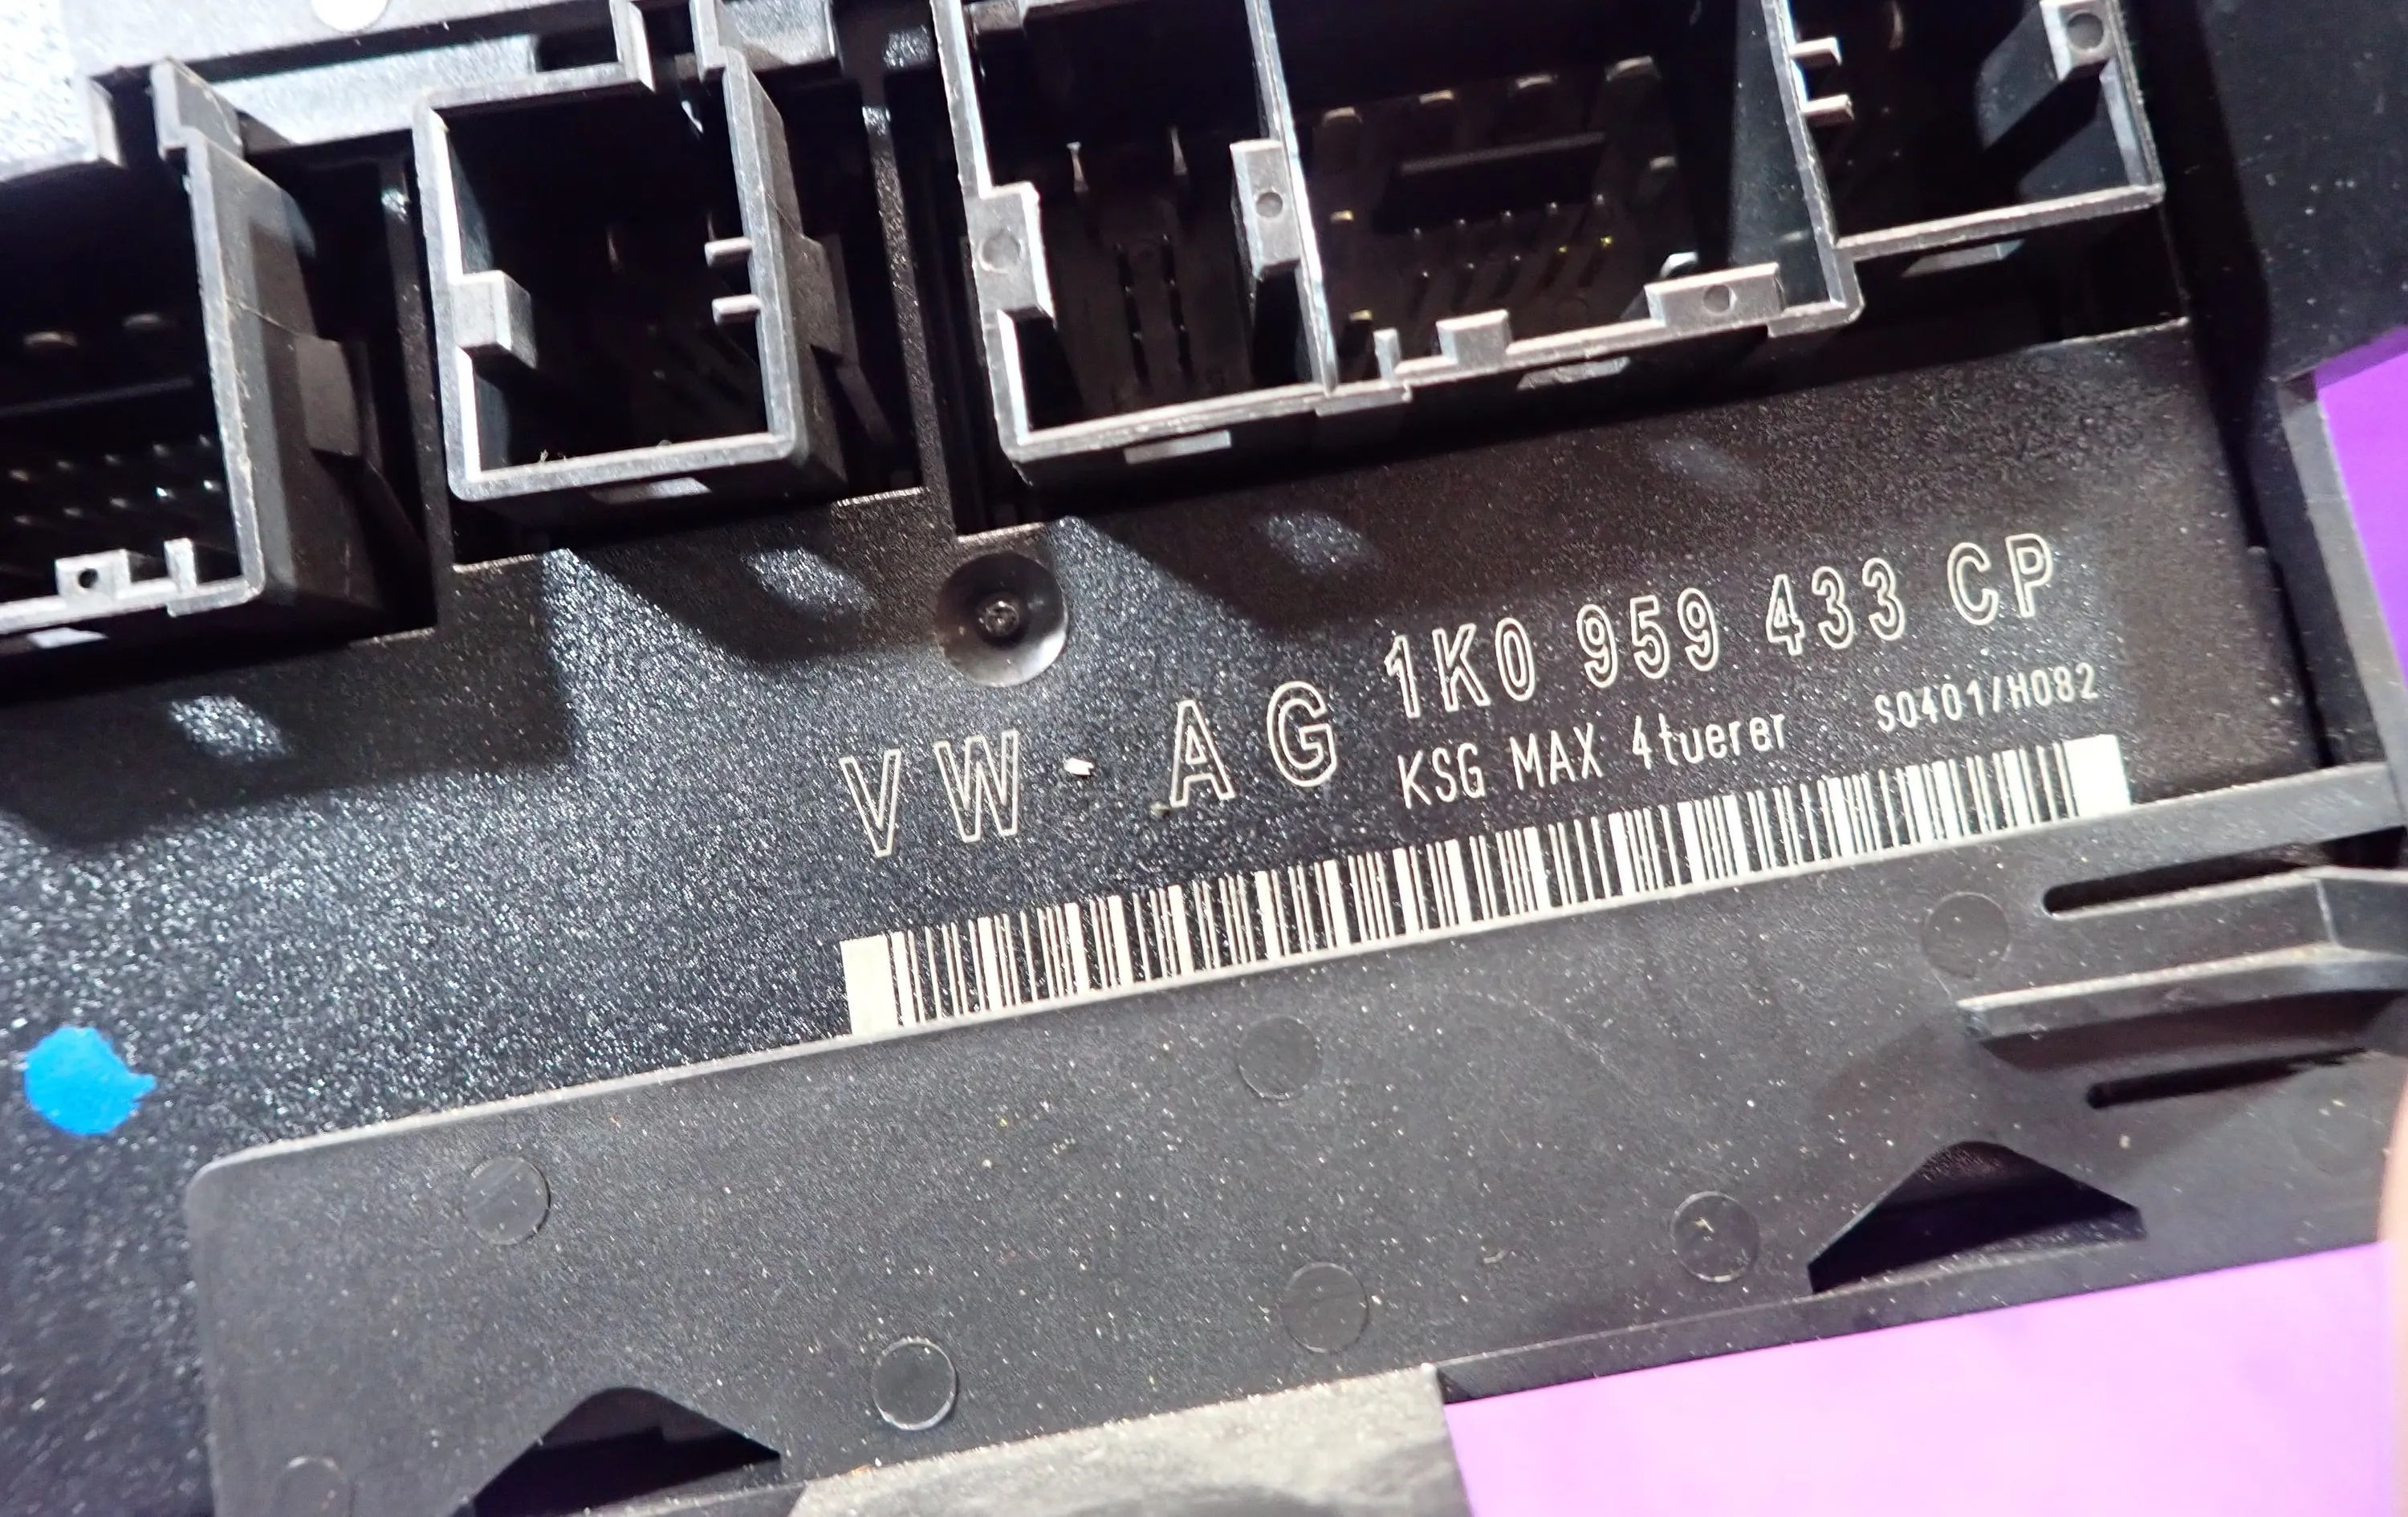 VW-AG 1K0 959 433 CP
KSG MAX 4tuerer S0401/H082